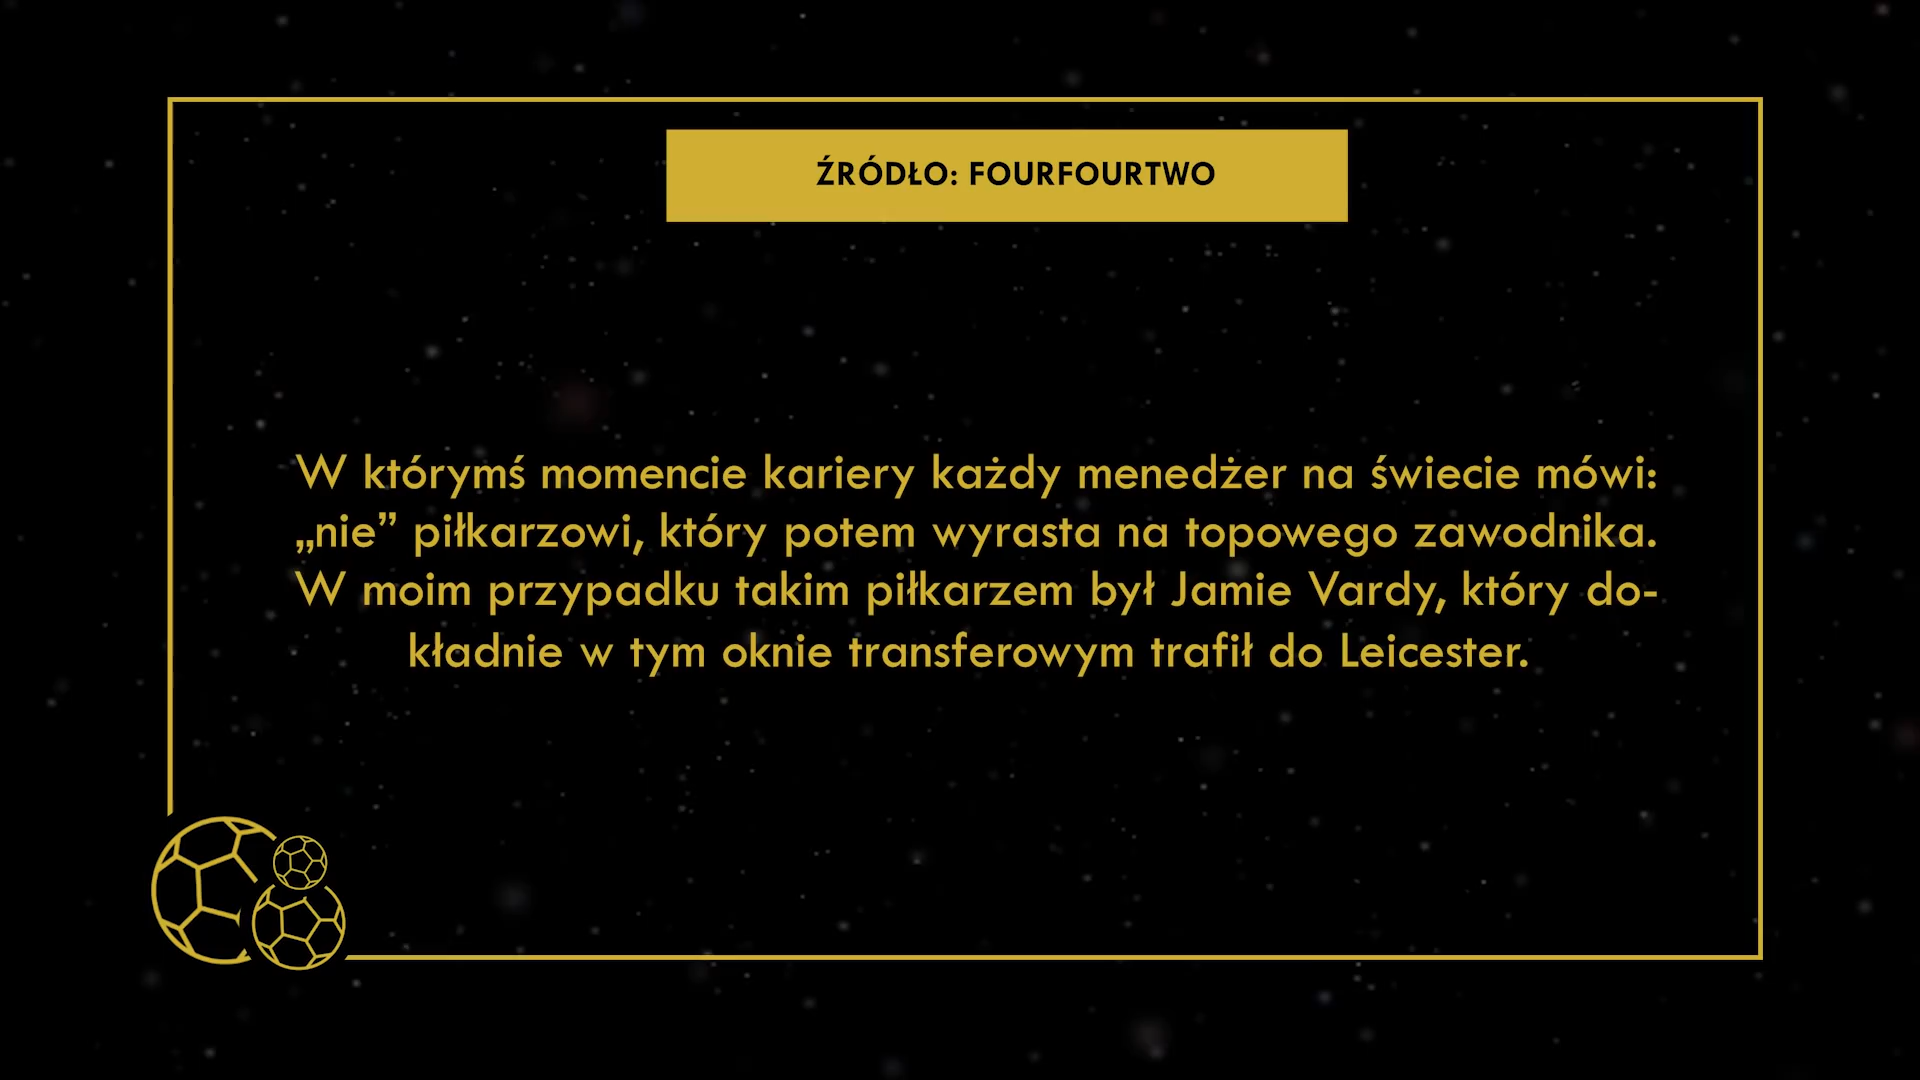 ŹRÓDŁO: FOURFOURTWO
W którymś momencie kariery każdy menedżer na świecie mówi:
„nie” piłkarzowi, który potem wyrasta na topowego zawodnika.
W moim przypadku takim piłkarzem był Jamie Vardy, który do-
kładnie w tym oknie transferowym trafił do Leicester.